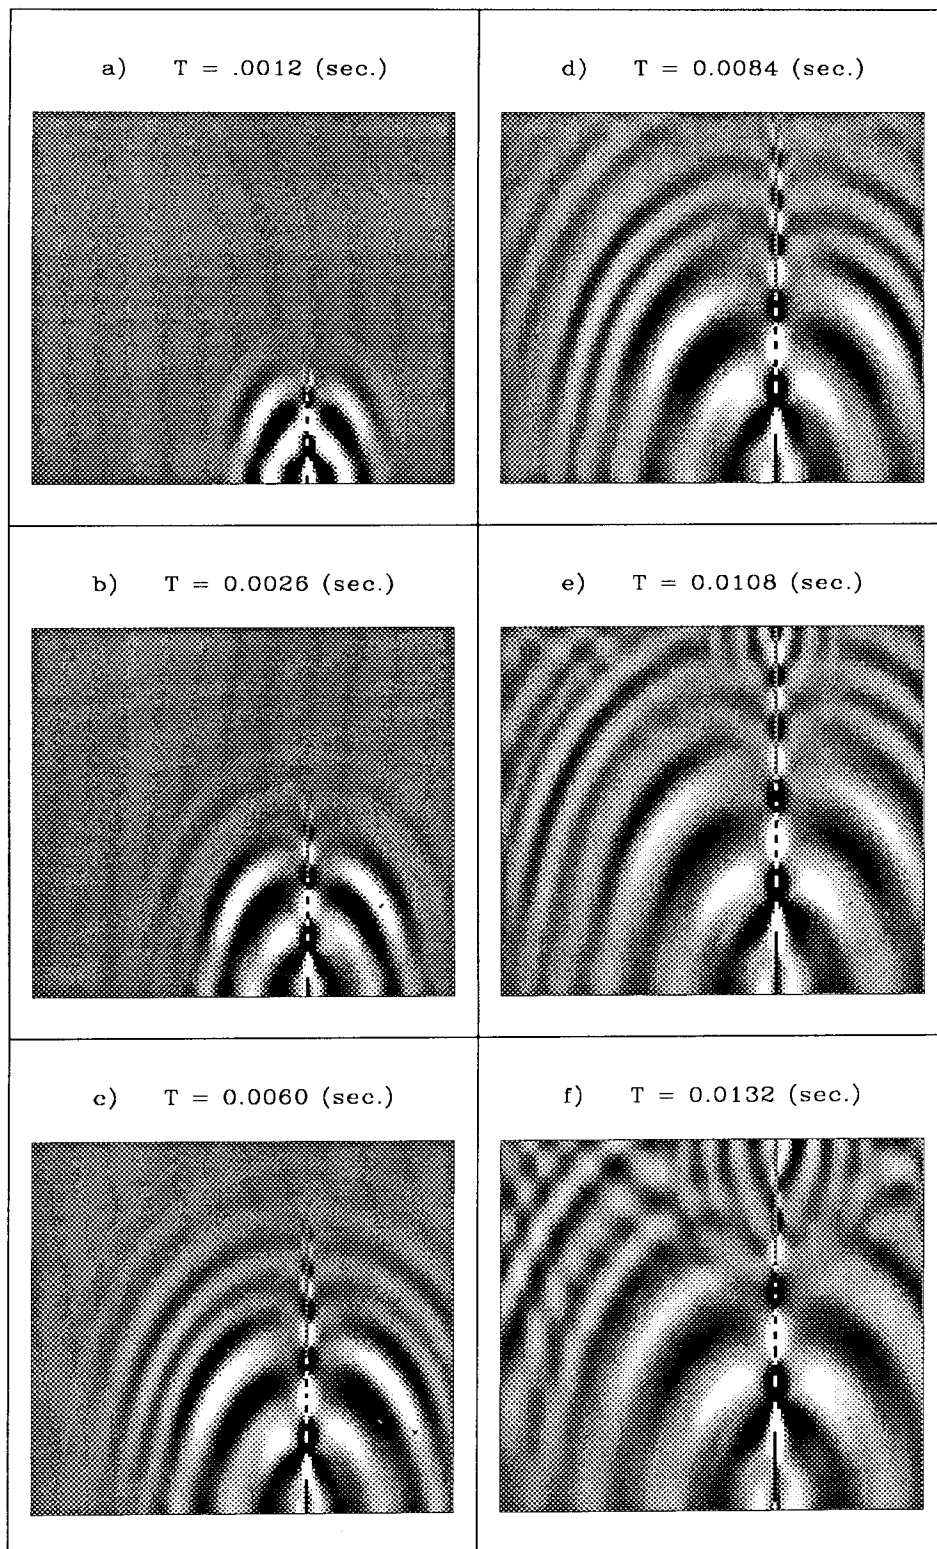 a) T = .0012 (sec.)
b) T = 0.0026 (sec.)
c) T = 0.0060 (sec.)
d) T = 0.0084 (sec.)
e) T = 0.0108 (sec.)
f) T = 0.0132 (sec.)